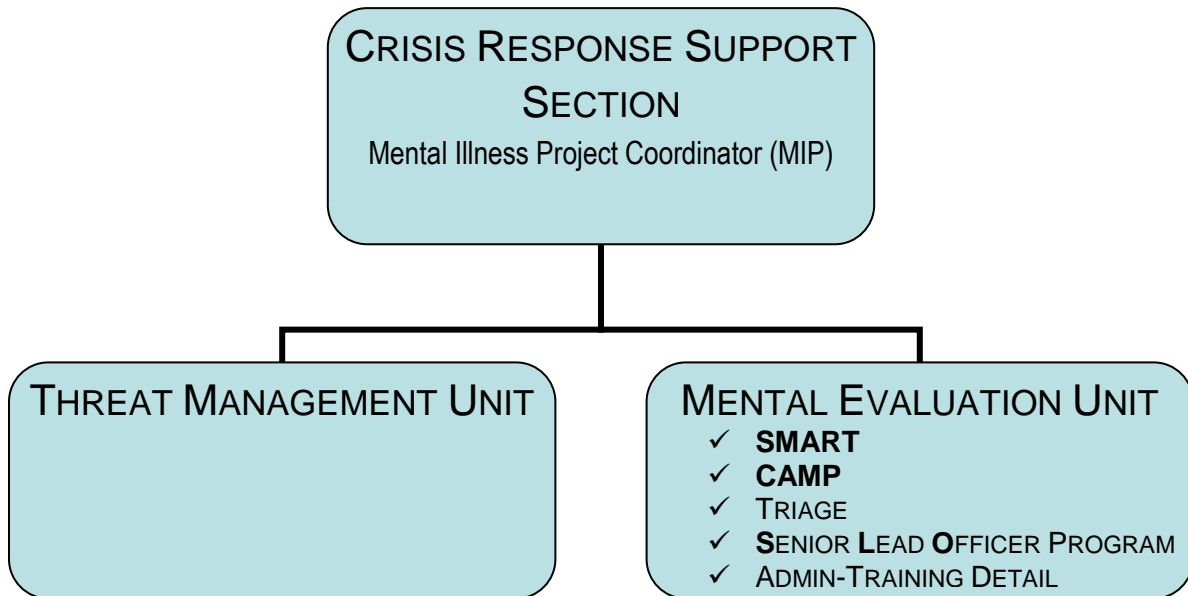 CRISIS RESPONSE SUPPORT
SECTION
Mental Illness Project Coordinator (MIP)
THREAT MANAGEMENT UNIT
MENTAL EVALUATION UNIT
✓ SMART
✓ CAMP
✓ TRIAGE
✓ SENIOR LEAD OFFICER PROGRAM
✓ ADMIN-TRAINING DETAIL